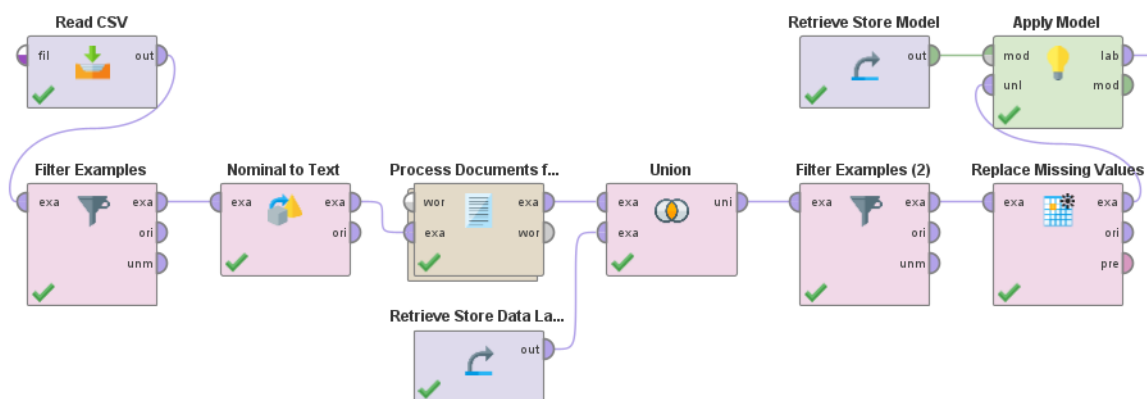 Read CSV
fil out
Retrieve Store Model
out
Apply Model
mod lab
unl mod
Filter Examples
exa exa
ori
unm
Nominal to Text
exa exa
ori
Process Documents f...
wor exa
exa wor
Union
exa uni
exa
Filter Examples (2)
exa exa
ori
unm
Replace Missing Values
exa exa
ori
pre
Retrieve Store Data La...
out